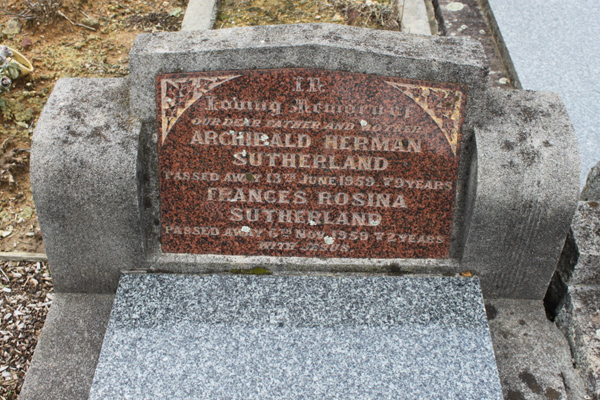 In
Loving Memory of
OUR DEAR FATHER AND MOTHER
ARCHIBALD HERMAN
SUTHERLAND
PASSED AWAY 13TH JUNE 1959. 79 YEARS
FRANCES ROSINA
SUTHERLAND
PASSED AWAY 6TH NOV. 1959 72 YEARS
WITH JESUS